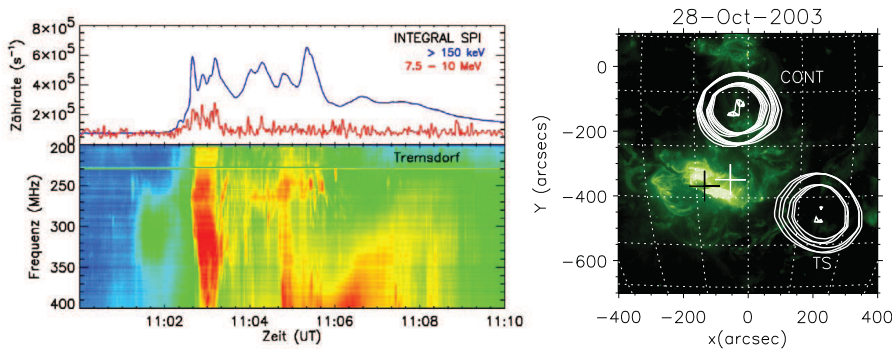 INTEGRAL SPI
> 150 keV
7.5 – 10 MeV
Zählrate (s⁻¹)
8×10⁵
6×10⁵
4×10⁵
2×10⁵
0
Tremsdorf
Frequenz (MHz)
200
250
300
350
400
11:02
11:04
11:06
11:08
11:10
Zeit (UT)
28-Oct-2003
CONT
TS
Y (arcsecs)
0
−200
−400
−600
−400
−200
0
200
400
x(arcsec)